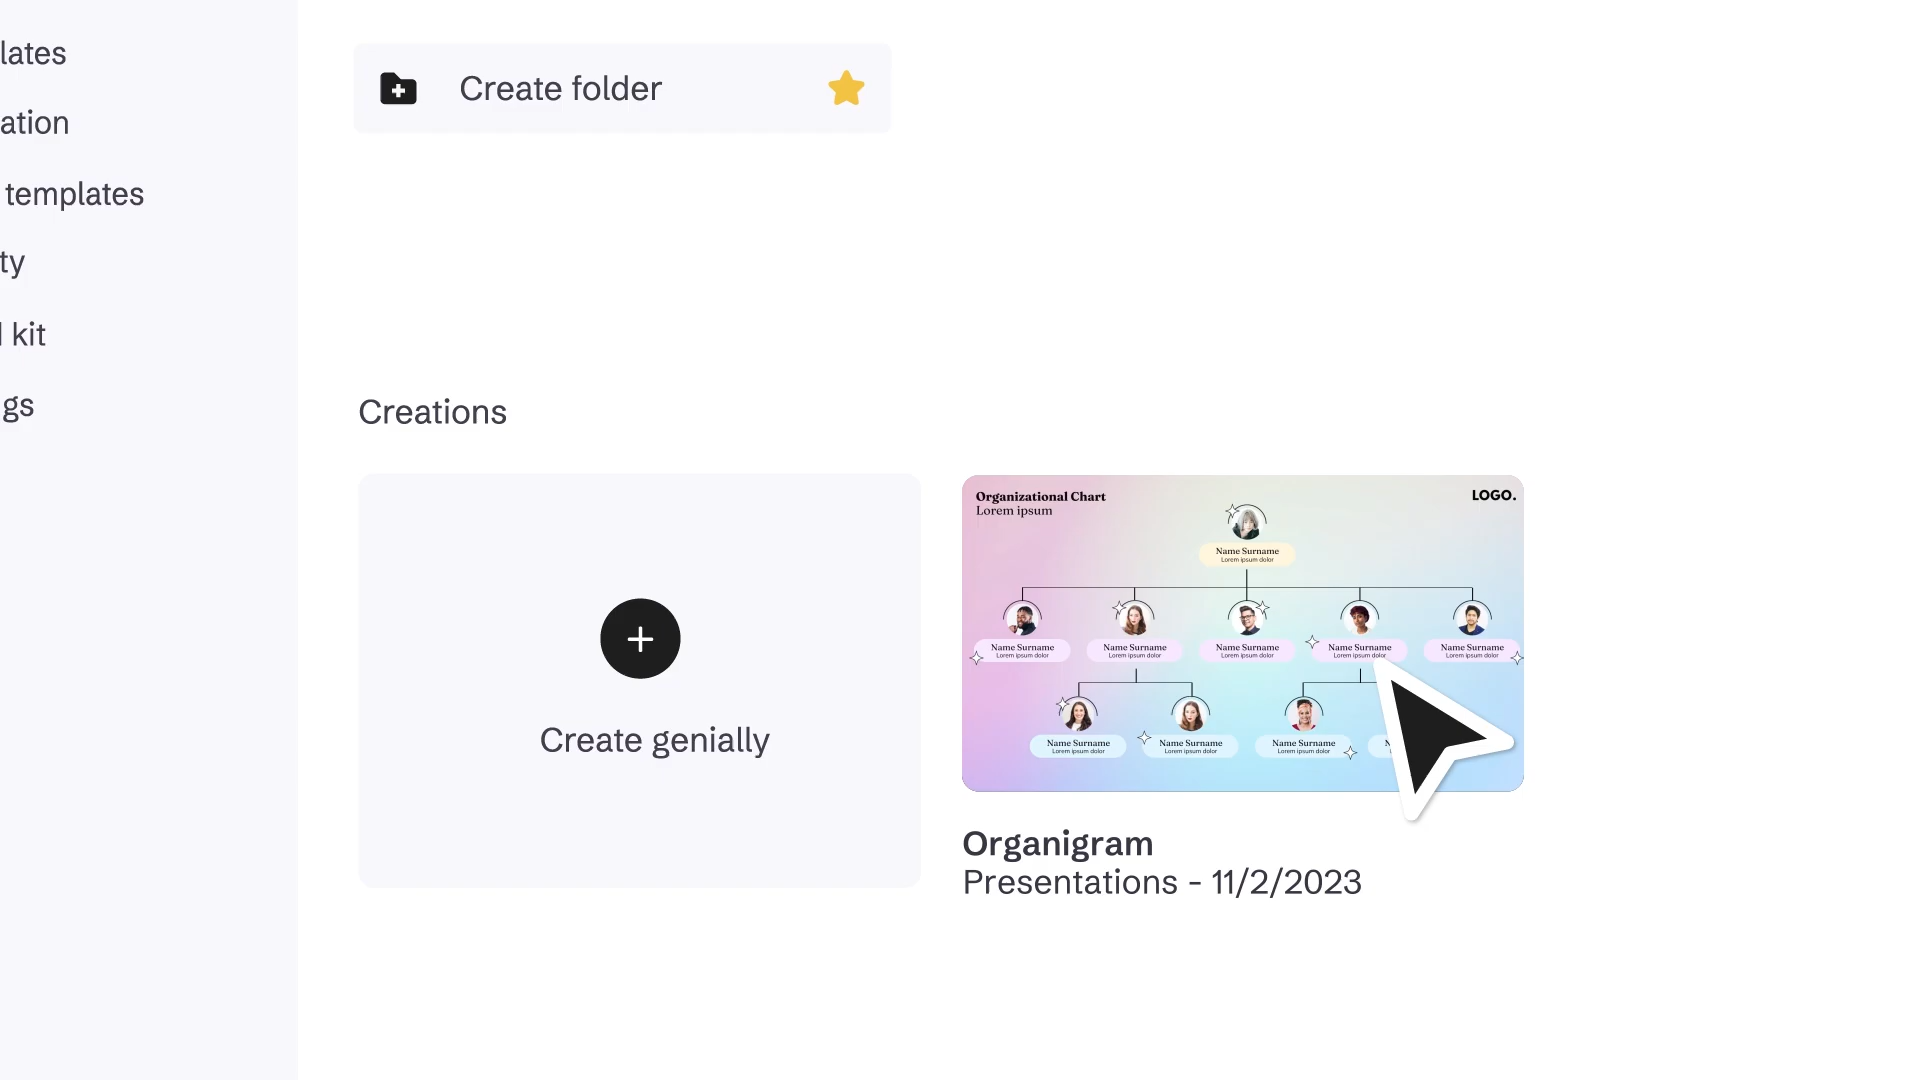 lates
ation
templates
ty
kit
gs
Create folder
Creations
Create genially
Organizational Chart
Lorem ipsum
LOGO.
Name Surname
Lorem ipsum dolor
Name Surname
Lorem ipsum dolor
Name Surname
Lorem ipsum dolor
Name Surname
Lorem ipsum dolor
Name Surname
Lorem ipsum dolor
Name Surname
Lorem ipsum dolor
Name Surname
Lorem ipsum dolor
Name Surname
Lorem ipsum dolor
Name Surname
Lorem ipsum dolor
Organigram
Presentations - 11/2/2023